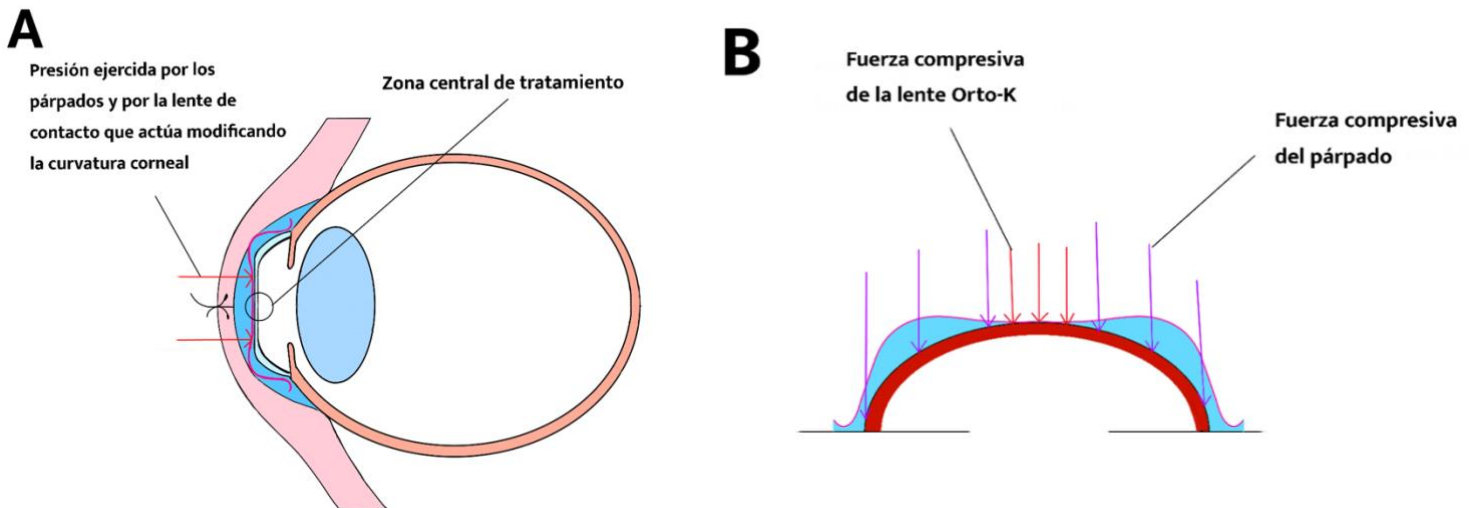 A
Presión ejercida por los
párpados y por la lente de
contacto que actúa modificando
la curvatura corneal
Zona central de tratamiento
B
Fuerza compresiva
de la lente Orto-K
Fuerza compresiva
del párpado